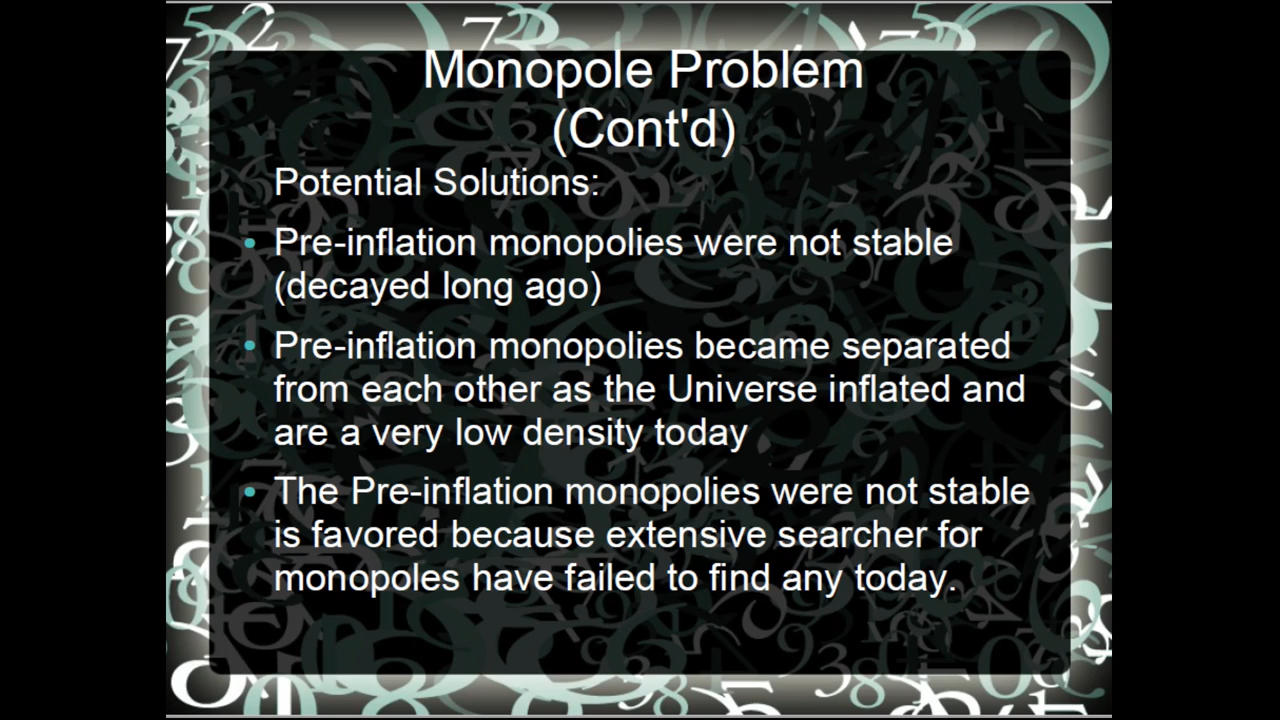 Monopole Problem
(Cont'd)
Potential Solutions:
• Pre-inflation monopolies were not stable
(decayed long ago)
• Pre-inflation monopolies became separated
from each other as the Universe inflated and
are a very low density today
• The Pre-inflation monopolies were not stable
is favored because extensive searcher for
monopoles have failed to find any today.